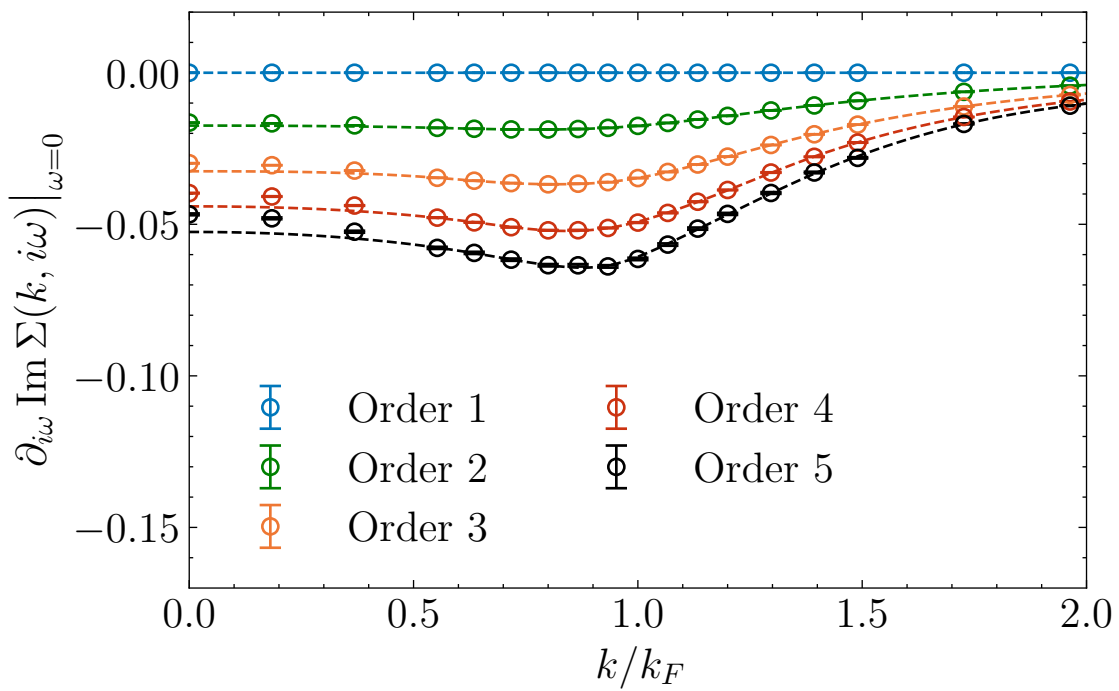 0.00
−0.05
−0.10
−0.15
∂_{iω} Im Σ(k, iω)|_{ω=0}
Order 1
Order 2
Order 3
Order 4
Order 5
0.0 0.5 1.0 1.5 2.0
k/k_F